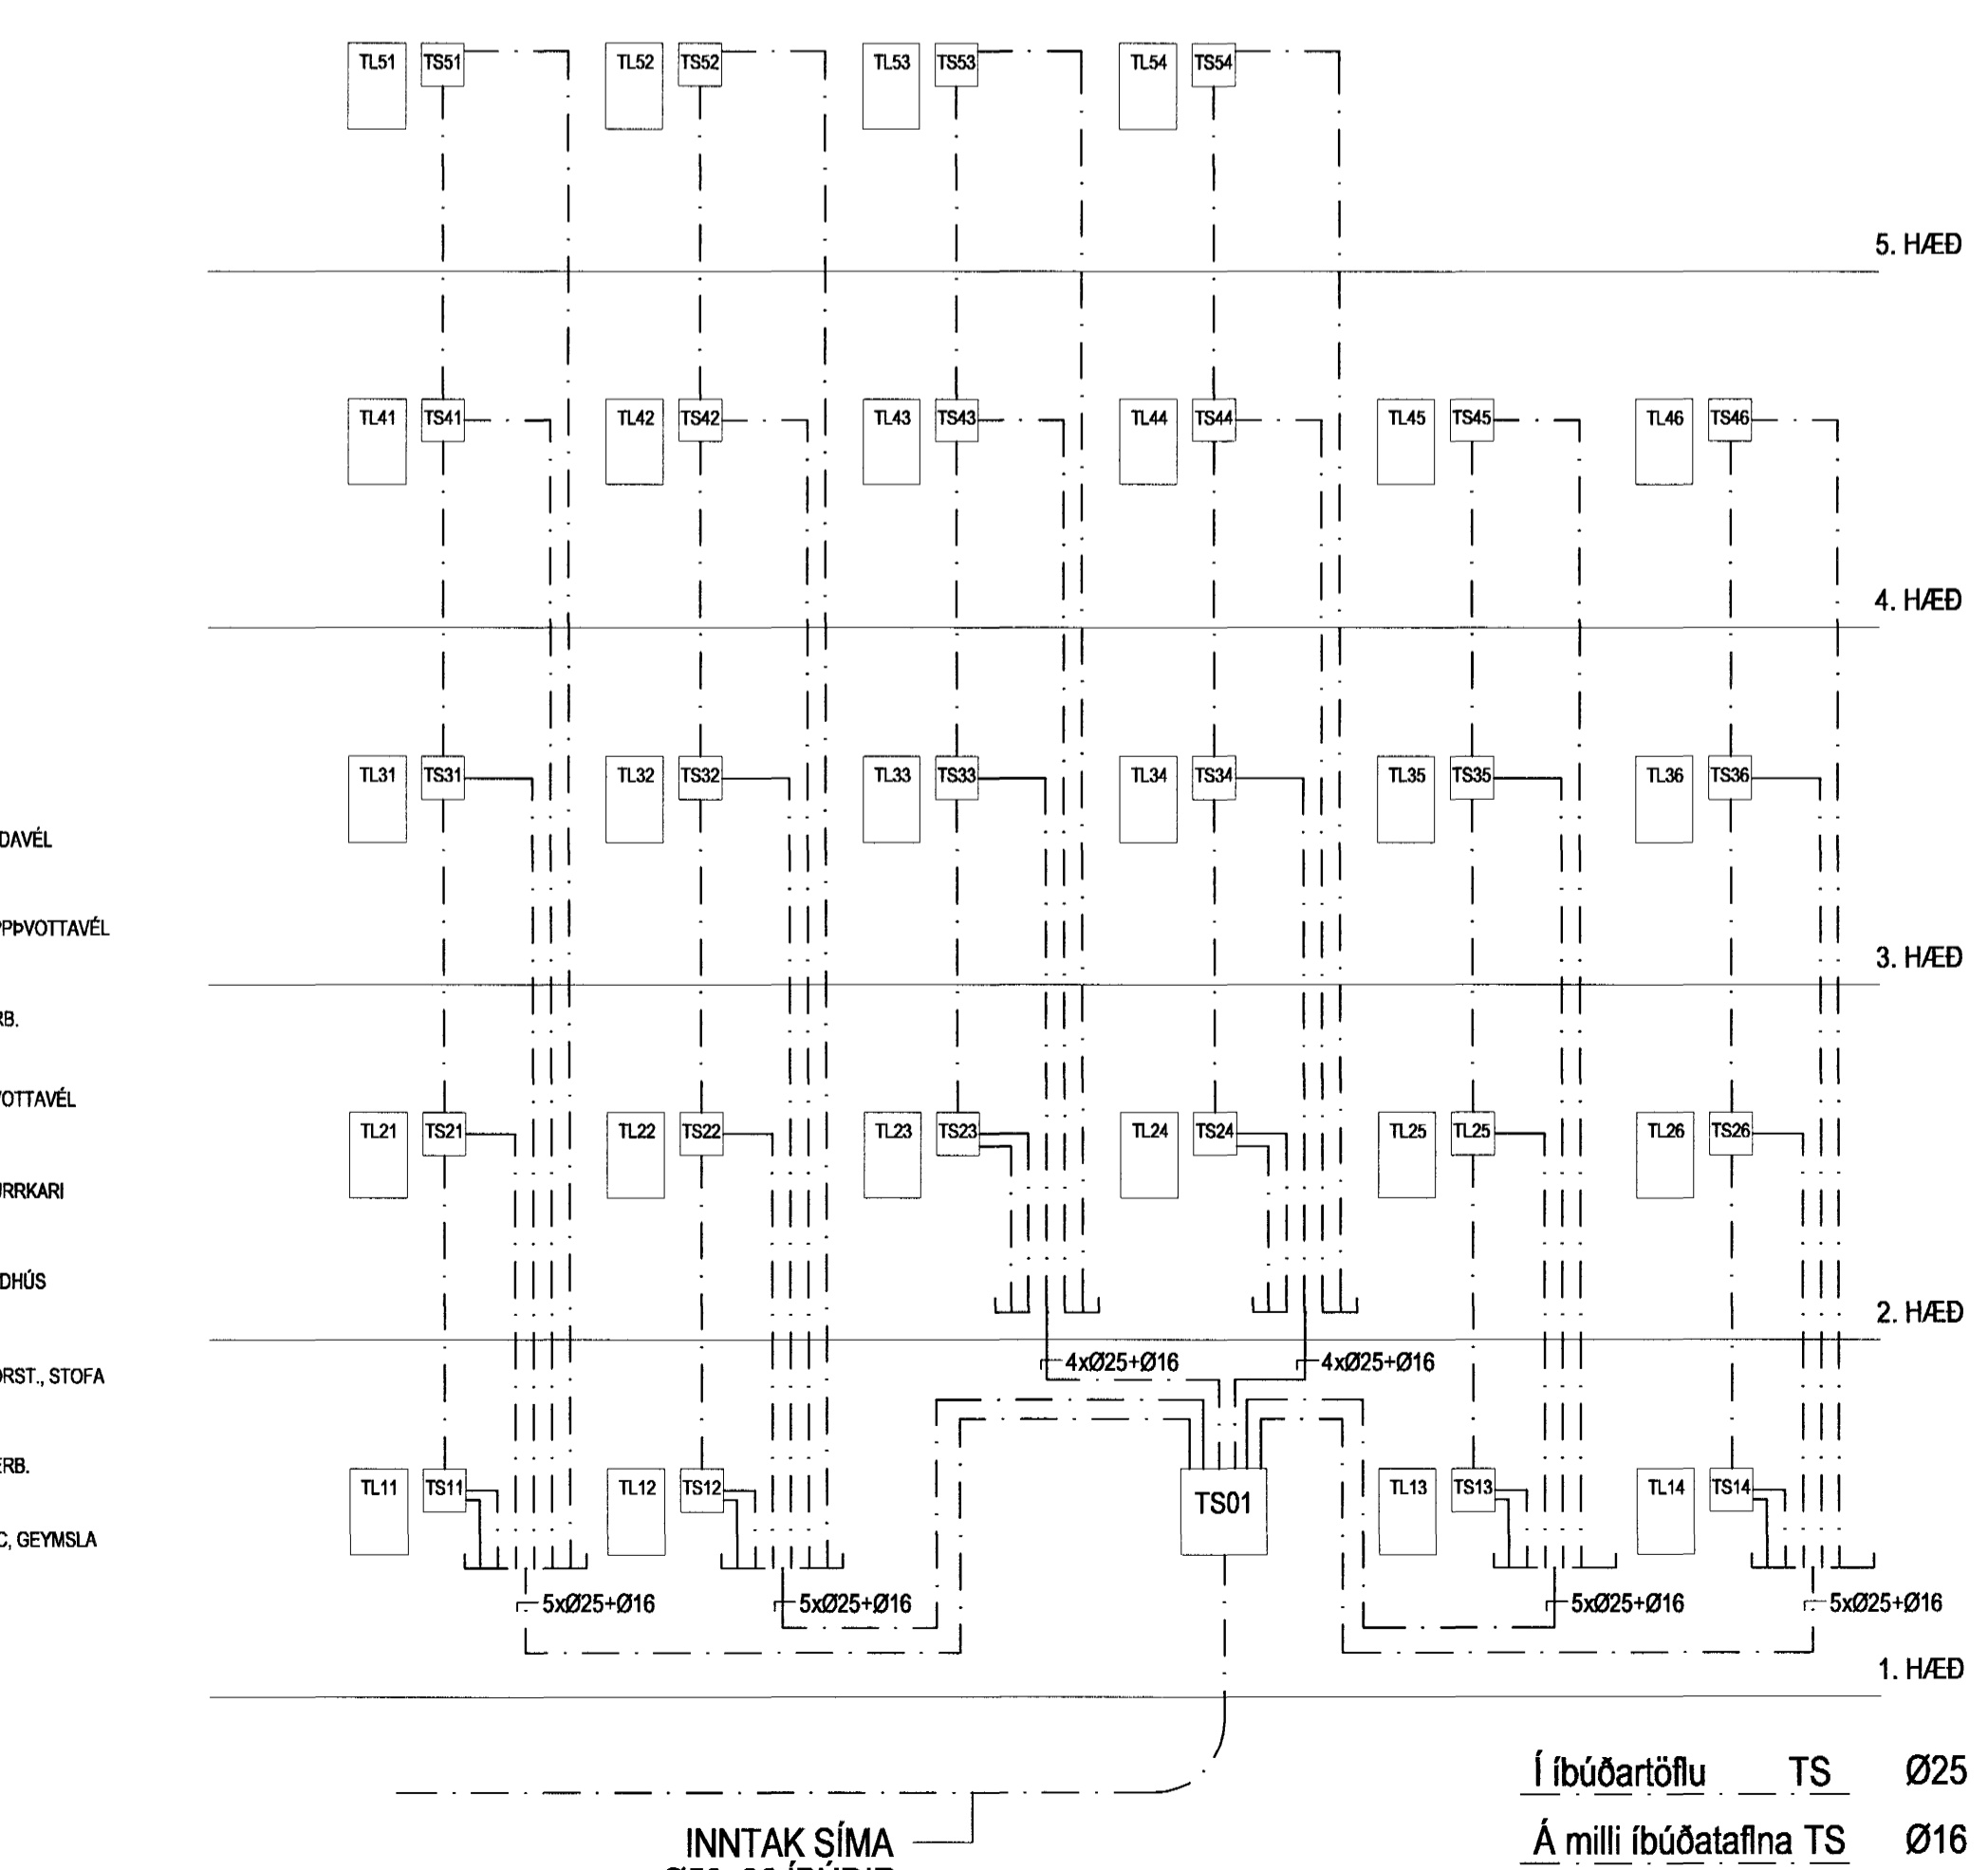 TL51 TS51 TL52 TS52 TL53 TS53 TL54 TS54
5. HÆÐ
TL41 TS41 TL42 TS42 TL43 TS43 TL44 TS44 TL45 TS45 TL46 TS46
4. HÆÐ
TL31 TS31 TL32 TS32 TL33 TS33 TL34 TS34 TL35 TS35 TL36 TS36
DAVÉL
PPÞVOTTAVÉL
3. HÆÐ
RB.
VOTTAVÉL
TL21 TS21 TL22 TS22 TL23 TS23 TL24 TS24 TL25 TL25 TL26 TS26
URRKARI
DHÚS
2. HÆÐ
4xØ25+Ø16 4xØ25+Ø16
ORST., STOFA
ERB.
TL11 TS11 TL12 TS12 TS01 TL13 TS13 TL14 TS14
C, GEYMSLA
5xØ25+Ø16 5xØ25+Ø16 5xØ25+Ø16 5xØ25+Ø16
1. HÆÐ
Í íbúðartöflu TS Ø25
INNTAK SÍMA
Á milli íbúðataflna TS Ø16